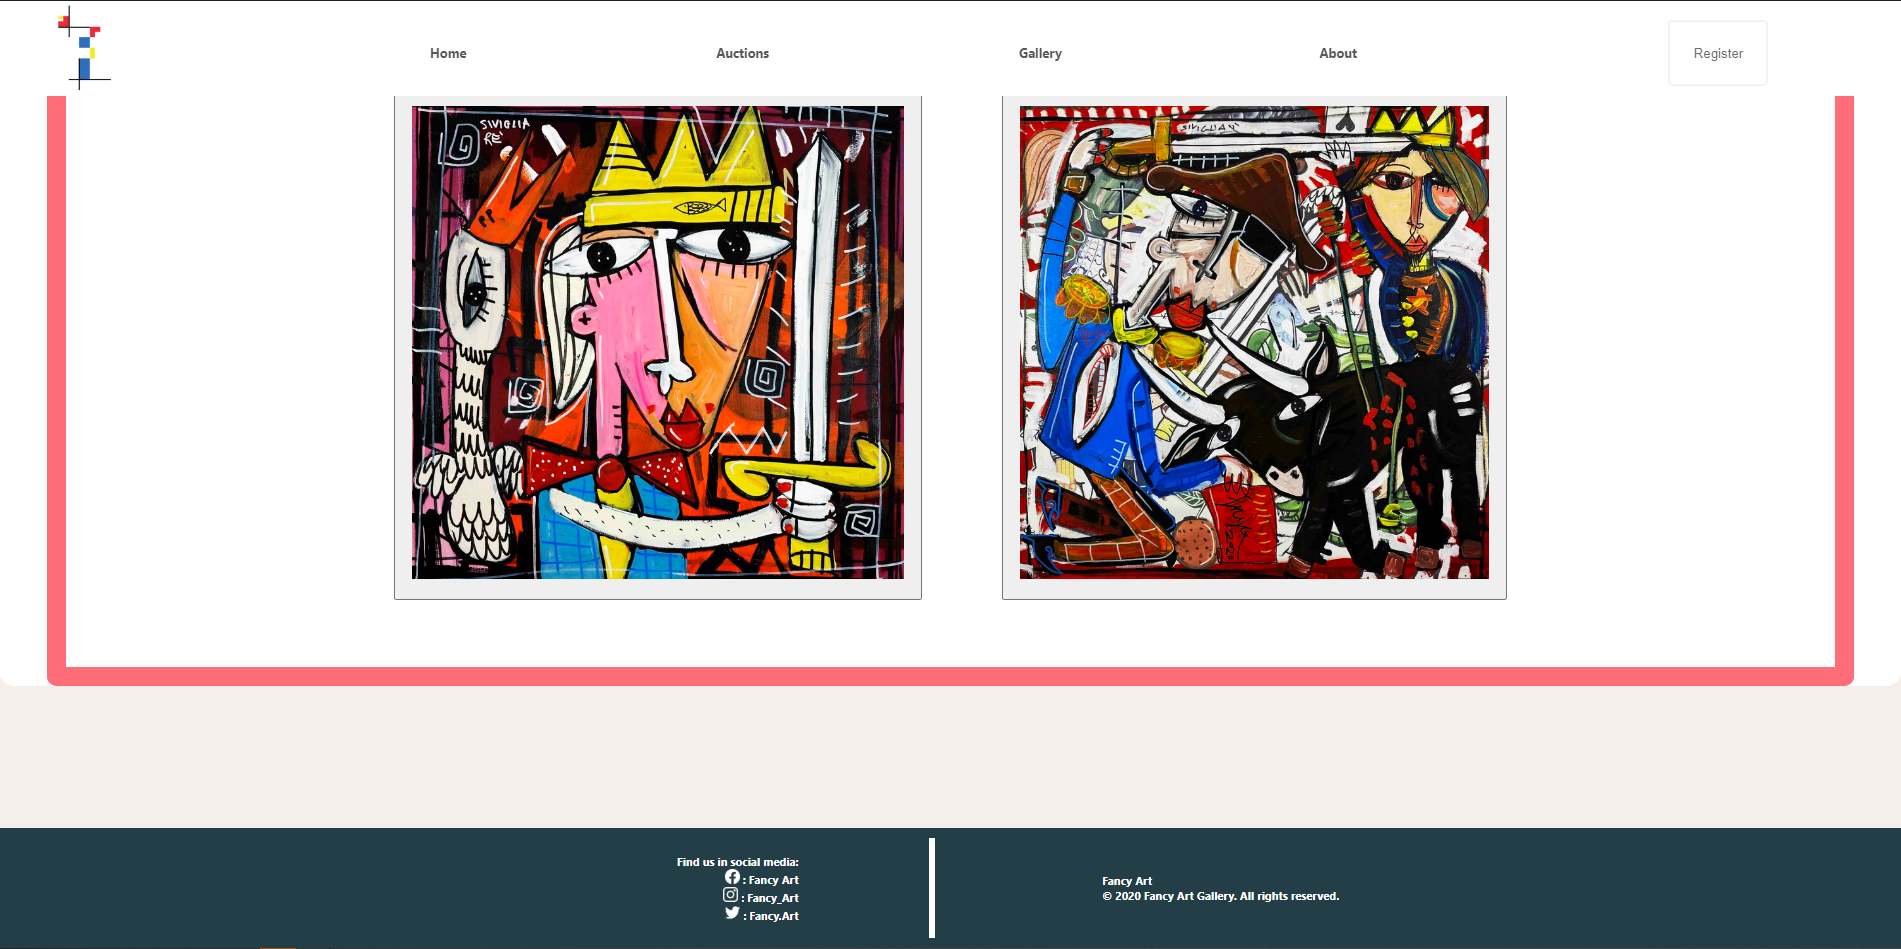 Home
Auctions
Gallery
About
Register
SIVIGLIA
RE'
Find us in social media:
: Fancy Art
: Fancy_Art
: Fancy.Art
Fancy Art
© 2020 Fancy Art Gallery. All rights reserved.